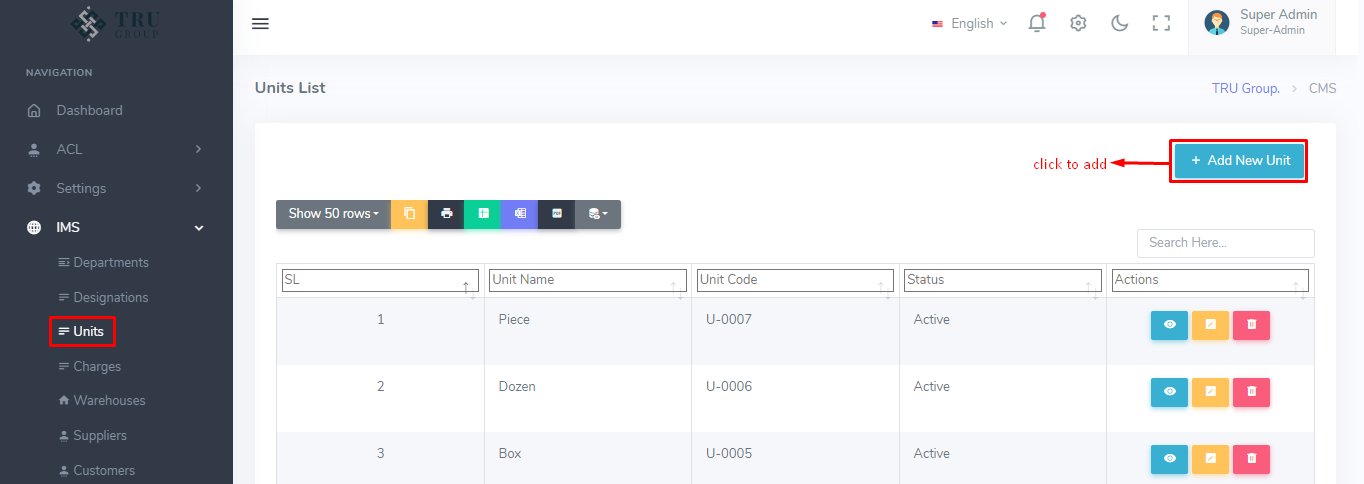 TRU
GROUP
English
Super Admin
Super-Admin
NAVIGATION
Dashboard
ACL
Settings
IMS
Departments
Designations
Units
Charges
Warehouses
Suppliers
Customers
Units List
TRU Group. > CMS
click to add
+ Add New Unit
Show 50 rows
PDF
Search Here...
SL Unit Name Unit Code Status Actions
1 Piece U-0007 Active
2 Dozen U-0006 Active
3 Box U-0005 Active